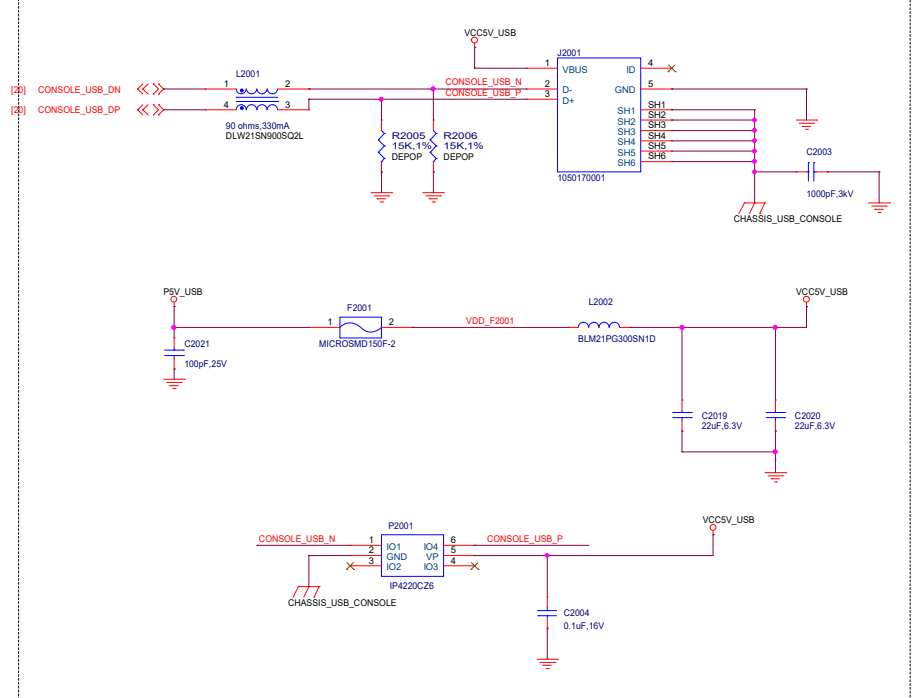 VCC5V_USB
J2001
L2001
1 VBUS ID 4
[20] CONSOLE_USB_DN 1 2 CONSOLE_USB_N 2 D- GND 5
[20] CONSOLE_USB_DP 4 3 CONSOLE_USB_P 3 D+
90 ohms,330mA
DLW21SN900SQ2L
SH1 SH1
SH2 SH2
SH3 SH3
SH4 SH4
SH5 SH5
SH6 SH6
R2005
15K,1%
DEPOP
R2006
15K,1%
DEPOP
1050170001
C2003
1000pF,3kV
CHASSIS_USB_CONSOLE
P5V_USB
F2001
1 2
MICROSMD150F-2
VDD_F2001
L2002
BLM21PG300SN1D
VCC5V_USB
C2021
100pF,25V
C2019
22uF,6.3V
C2020
22uF,6.3V
P2001
VCC5V_USB
CONSOLE_USB_N 1 IO1 IO4 6 CONSOLE_USB_P
2 GND VP 5
3 IO2 IO3 4
IP4220CZ6
CHASSIS_USB_CONSOLE
C2004
0.1uF,16V